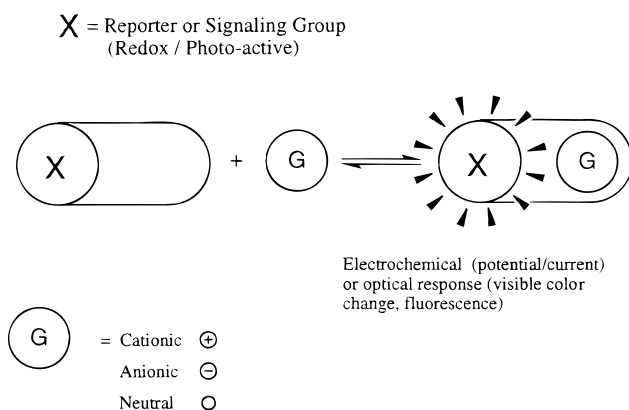 X = Reporter or Signaling Group
(Redox / Photo-active)
X + G X G
Electrochemical (potential/current)
or optical response (visible color
change, fluorescence)
G = Cationic +
Anionic −
Neutral